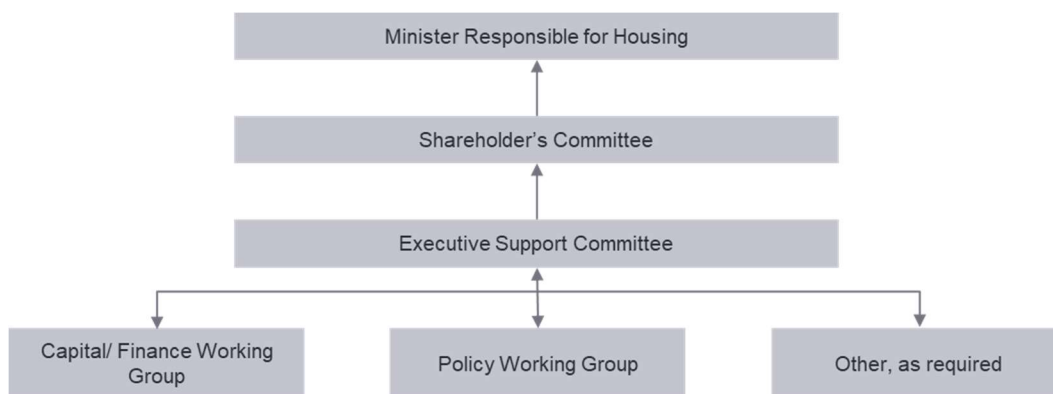 Minister Responsible for Housing
Shareholder’s Committee
Executive Support Committee
Capital/ Finance Working
Group
Policy Working Group
Other, as required